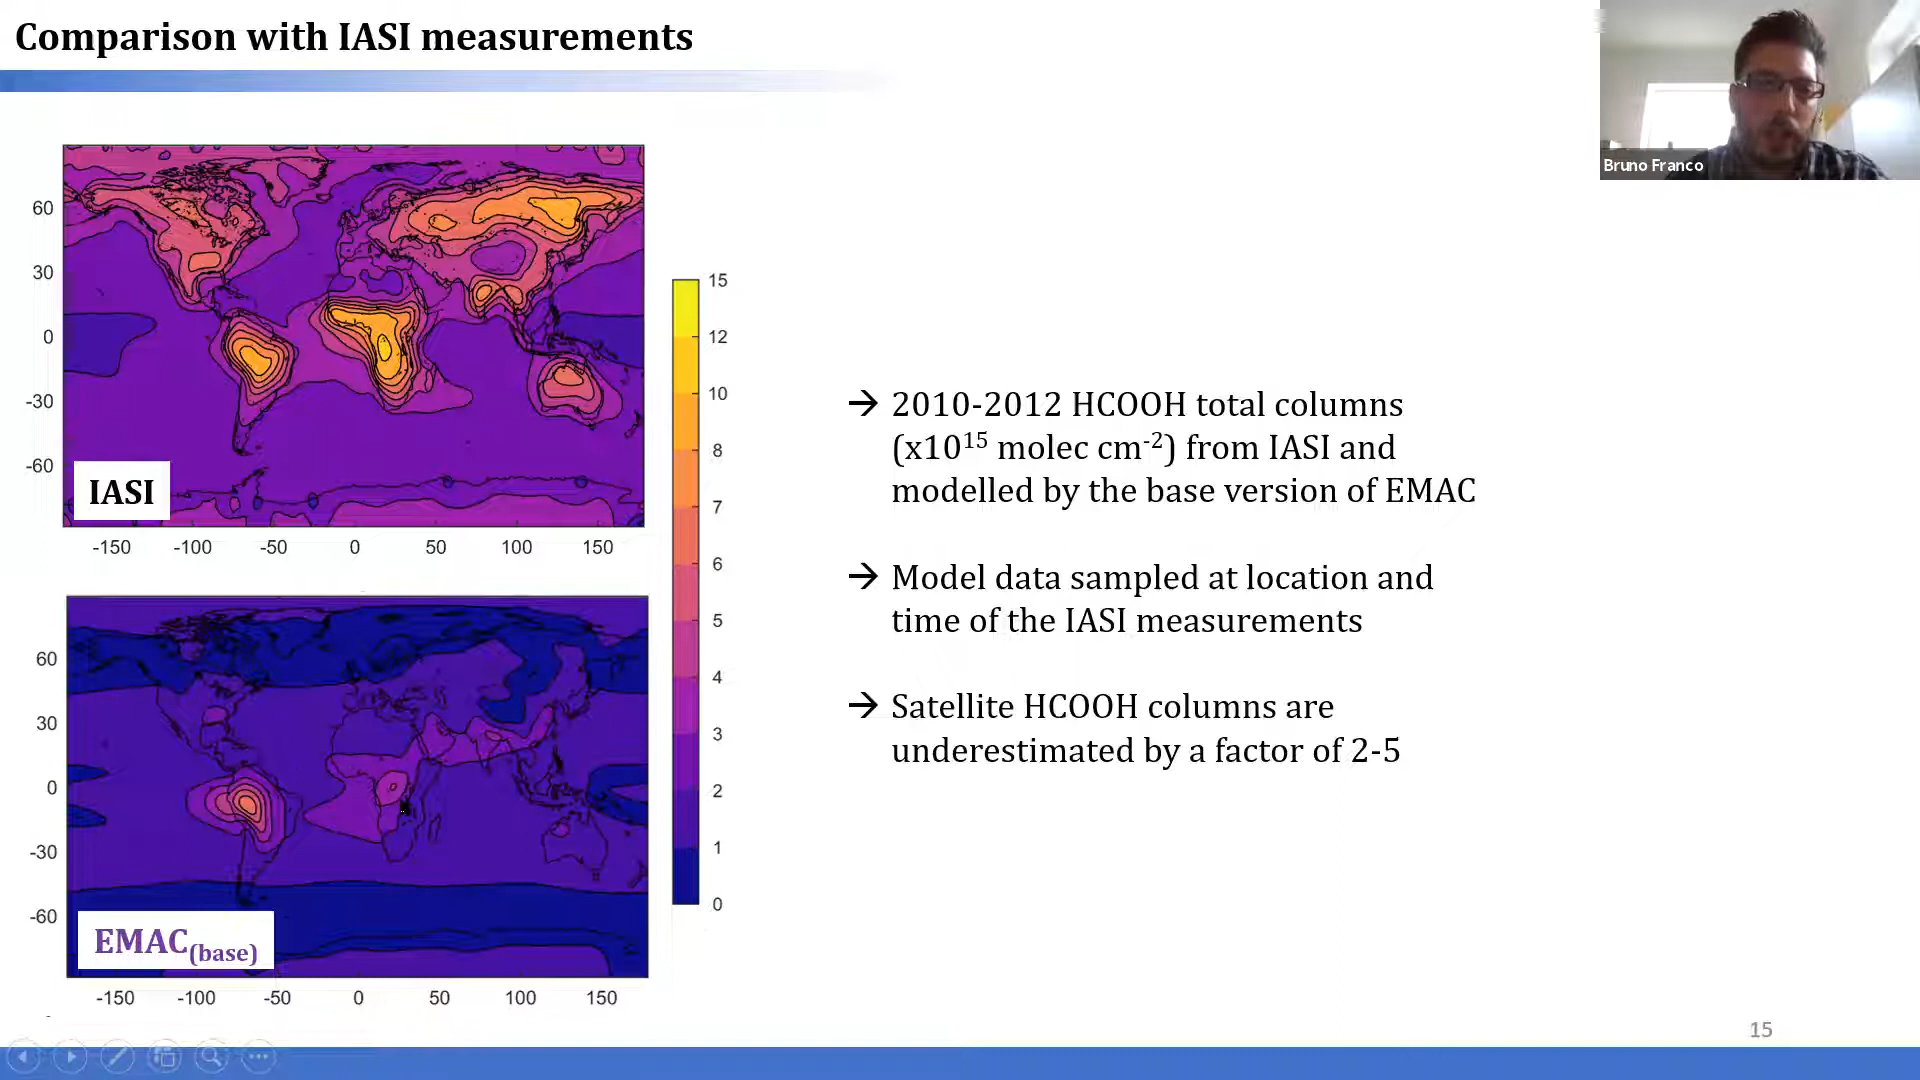 Comparison with IASI measurements
Bruno Franco
60
30
0
-30
-60
IASI
-150 -100 -50 0 50 100 150
15
12
10
8
7
6
5
4
3
2
1
0
60
30
0
-30
-60
EMAC(base)
-150 -100 -50 0 50 100 150
→ 2010-2012 HCOOH total columns
(x10¹⁵ molec cm⁻²) from IASI and
modelled by the base version of EMAC
→ Model data sampled at location and
time of the IASI measurements
→ Satellite HCOOH columns are
underestimated by a factor of 2-5
15